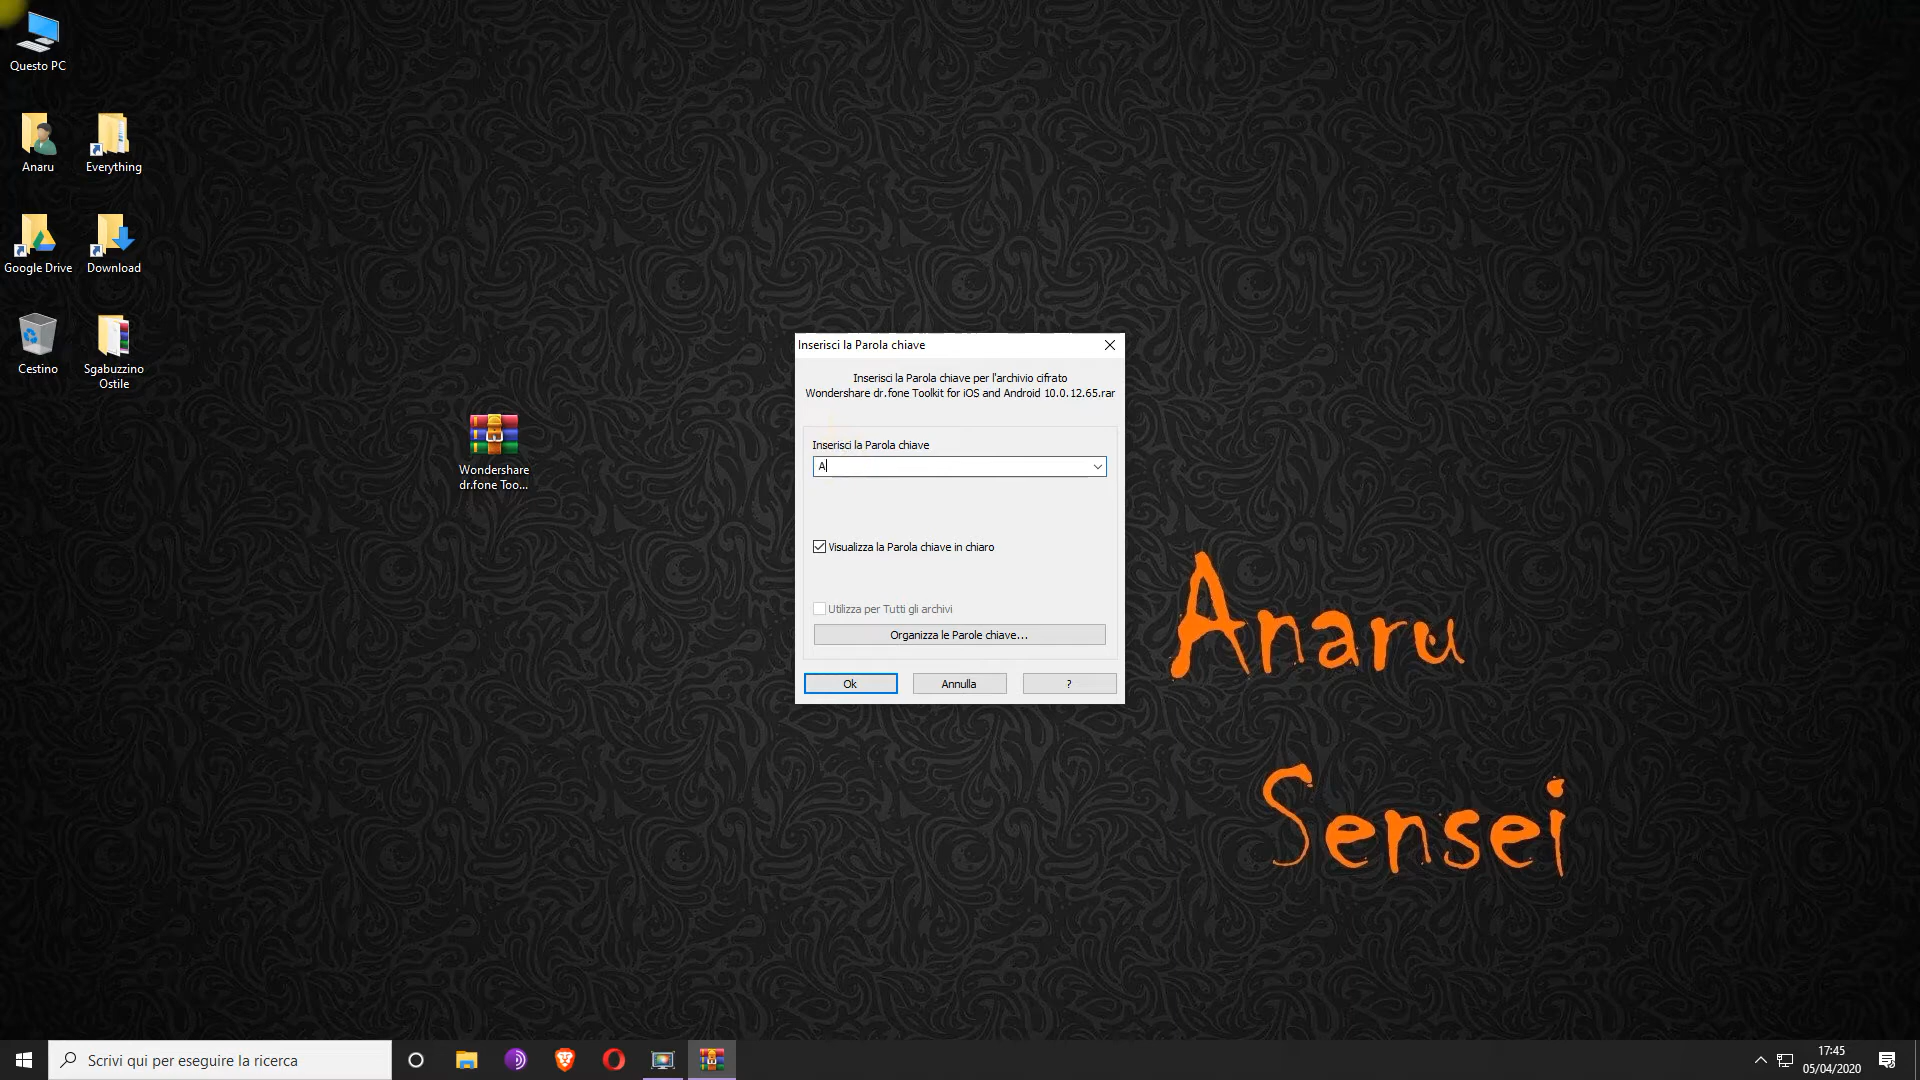 Questo PC
Anaru
Everything
Google Drive
Download
Cestino
Sgabuzzino
Ostile
Wondershare
dr.fone Too...
Inserisci la Parola chiave
Inserisci la Parola chiave per l'archivio cifrato
Wondershare dr.fone Toolkit for iOS and Android 10.0.12.65.rar
Inserisci la Parola chiave
A
Visualizza la Parola chiave in chiaro
Utilizza per Tutti gli archivi
Organizza le Parole chiave...
Ok
Annulla
?
Anaru
Sensei
Scrivi qui per eseguire la ricerca
17:45
05/04/2020